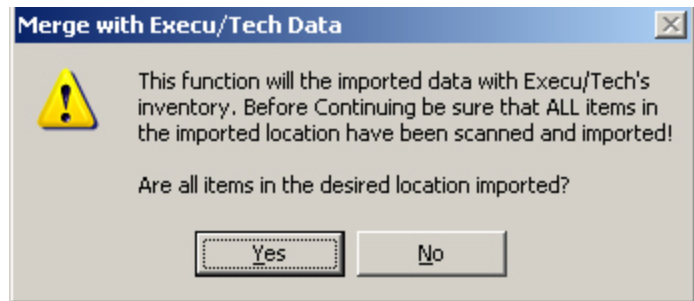 Merge with Execu/Tech Data
This function will the imported data with Execu/Tech's
inventory. Before Continuing be sure that ALL items in
the imported location have been scanned and imported!
Are all items in the desired location imported?
Yes
No